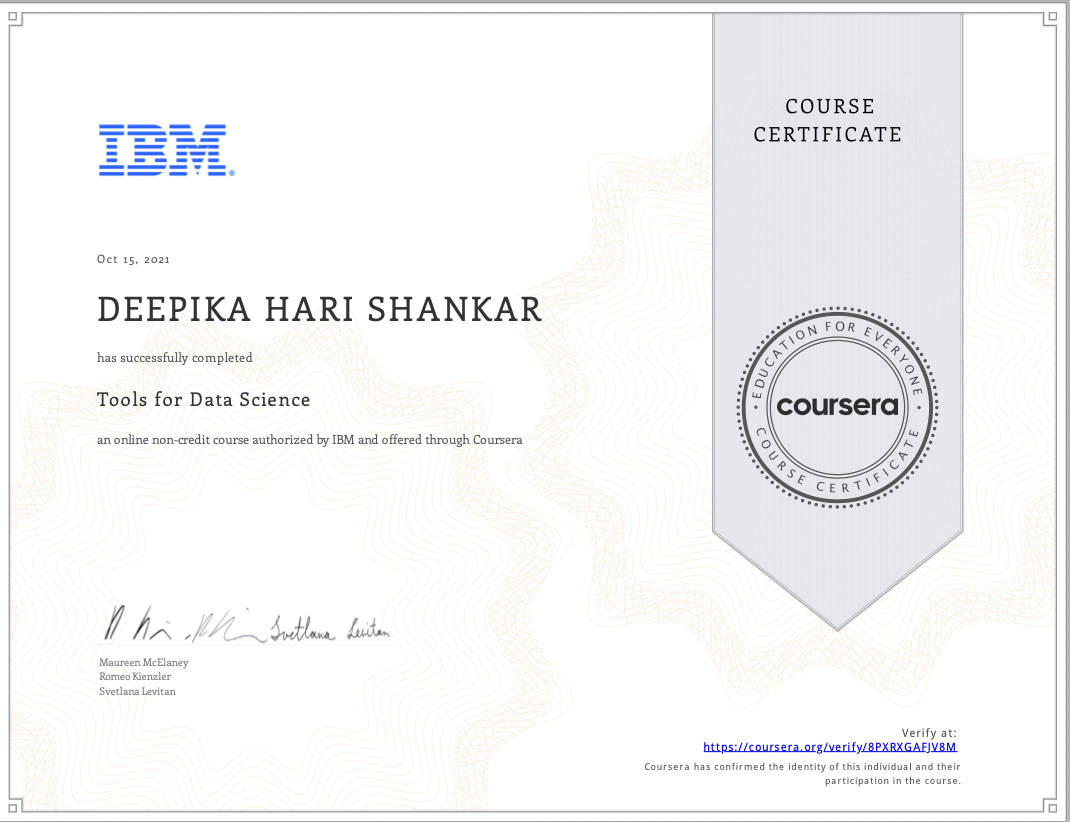 IBM®
COURSE
CERTIFICATE
Oct 15, 2021
DEEPIKA HARI SHANKAR
has successfully completed
Tools for Data Science
an online non-credit course authorized by IBM and offered through Coursera
EDUCATION FOR EVERYONE
coursera
COURSE CERTIFICATE
Svetlana Levitan
Maureen McElaney
Romeo Kienzler
Svetlana Levitan
Verify at:
https://coursera.org/verify/8PXRXGAFJV8M
Coursera has confirmed the identity of this individual and their
participation in the course.